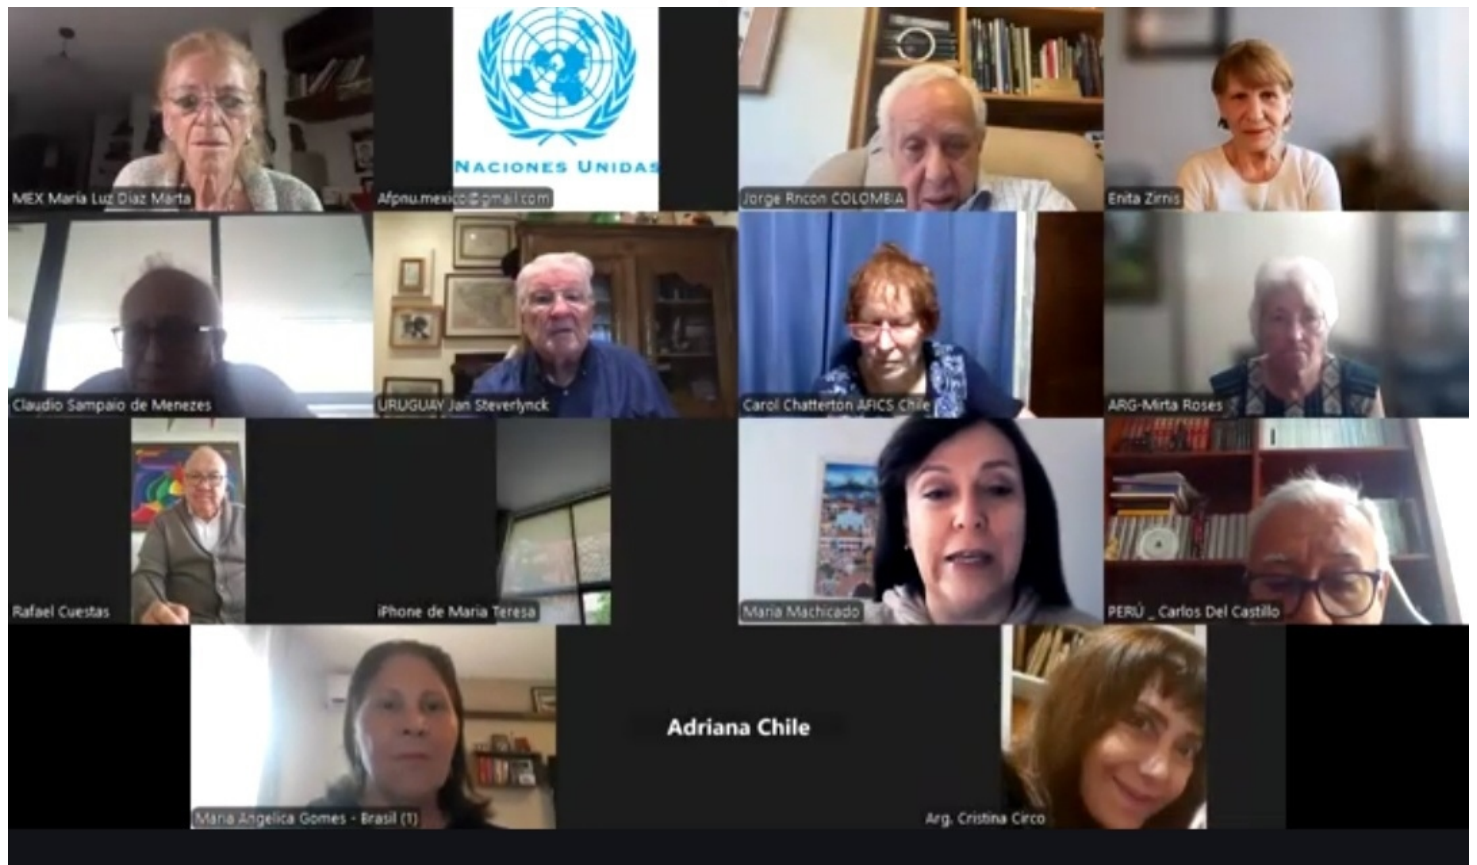 NACIONES UNIDAS
MEX María Luz Diaz Marta
Afpnu.mexico@gmail.com
Jorge Rncon COLOMBIA
Enita Zirnis
Claudio Sampaio de Menezes
URUGUAY Jan Steverlynck
Carol Chatterton AFICS Chile
ARG-Mirta Roses
Rafael Cuestas
iPhone de Maria Teresa
Maria Machicado
PERÚ _ Carlos Del Castillo
Maria Angelica Gomes - Brasil (1)
Adriana Chile
Arg. Cristina Circo